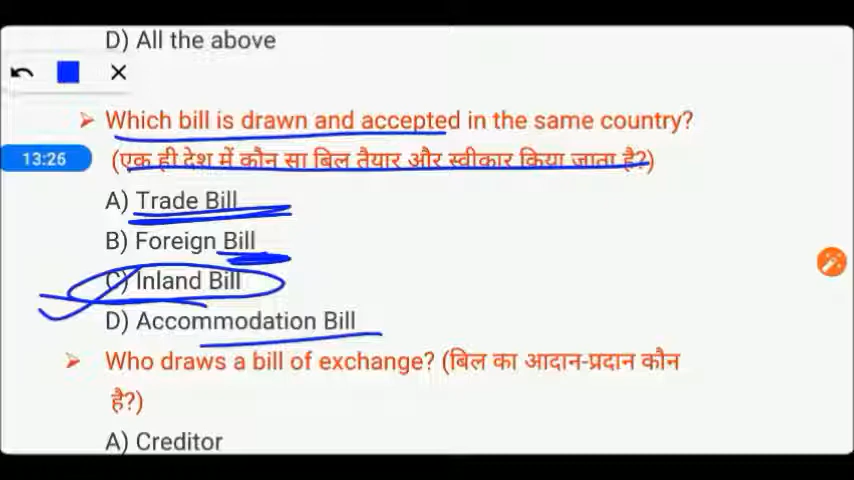 D) All the above
➤ Which bill is drawn and accepted in the same country?
13:26
(एक ही देश में कौन सा बिल तैयार और स्वीकार किया जाता है?)
A) Trade Bill
B) Foreign Bill
C) Inland Bill
D) Accommodation Bill
➤ Who draws a bill of exchange? (बिल का आदान-प्रदान कौन
है?)
A) Creditor